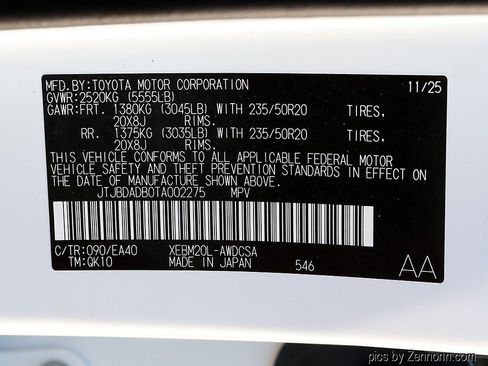 MFD.BY:TOYOTA MOTOR CORPORATION 11/25
GVWR:2520KG (5555LB)
GAWR:FRT. 1380KG (3045LB) WITH 235/50R20 TIRES,
20X8J RIMS.
RR. 1375KG (3035LB) WITH 235/50R20 TIRES,
20X8J RIMS.
THIS VEHICLE CONFORMS TO ALL APPLICABLE FEDERAL MOTOR
VEHICLE SAFETY AND THEFT PREVENTION STANDARDS IN EFFECT ON
THE DATE OF MANUFACTURE SHOWN ABOVE.
JTJBDADB0TA002275 MPV
C/TR:090/EA40 XEBM20L-AWDCSA
TM:QK10 MADE IN JAPAN 546 AA
pics by Zennonn.com